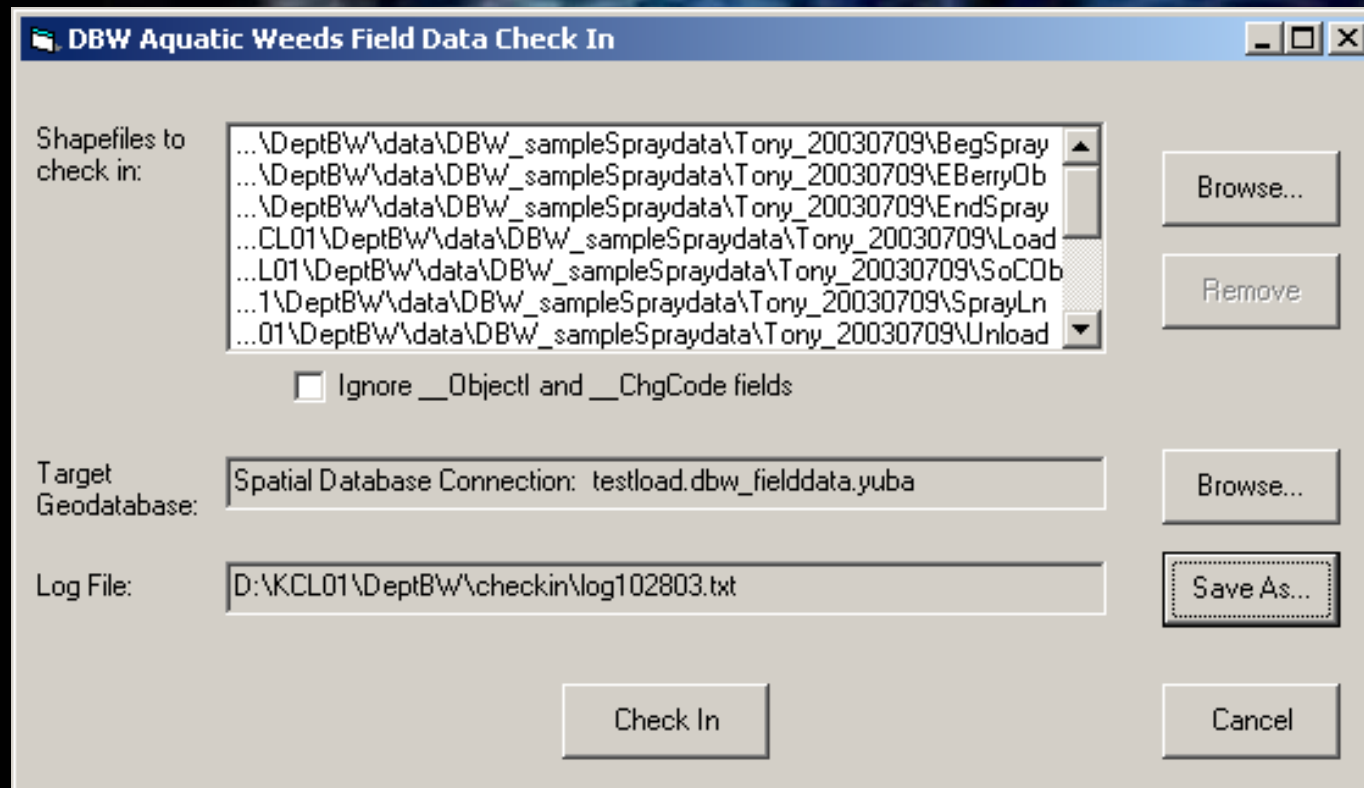 DBW Aquatic Weeds Field Data Check In
Shapefiles to
check in:
...\DeptBW\data\DBW_sampleSpraydata\Tony_20030709\BegSpray
...\DeptBW\data\DBW_sampleSpraydata\Tony_20030709\EBerryOb
...\DeptBW\data\DBW_sampleSpraydata\Tony_20030709\EndSpray
...CL01\DeptBW\data\DBW_sampleSpraydata\Tony_20030709\Load
...L01\DeptBW\data\DBW_sampleSpraydata\Tony_20030709\SoCOb
...1\DeptBW\data\DBW_sampleSpraydata\Tony_20030709\SprayLn
...01\DeptBW\data\DBW_sampleSpraydata\Tony_20030709\Unload
Browse...
Remove
Ignore __ObjectI and __ChgCode fields
Target
Geodatabase:
Spatial Database Connection:  testload.dbw_fielddata.yuba
Browse...
Log File:
D:\KCL01\DeptBW\checkin\log102803.txt
Save As...
Check In
Cancel